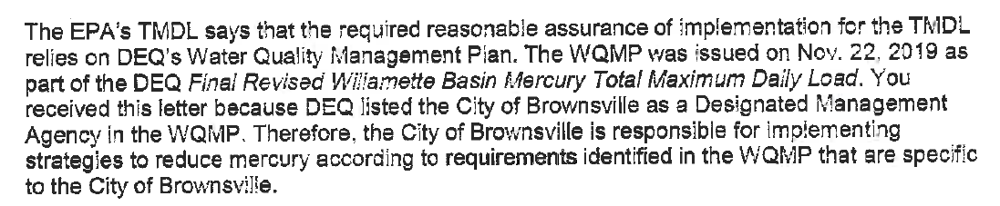 The EPA's TMDL says that the required reasonable assurance of implementation for the TMDL
relies on DEQ's Water Quality Management Plan. The WQMP was issued on Nov. 22, 2019 as
part of the DEQ Final Revised Willamette Basin Mercury Total Maximum Daily Load. You
received this letter because DEQ listed the City of Brownsville as a Designated Management
Agency in the WQMP. Therefore, the City of Brownsville is responsible for implementing
strategies to reduce mercury according to requirements identified in the WQMP that are specific
to the City of Brownsville.